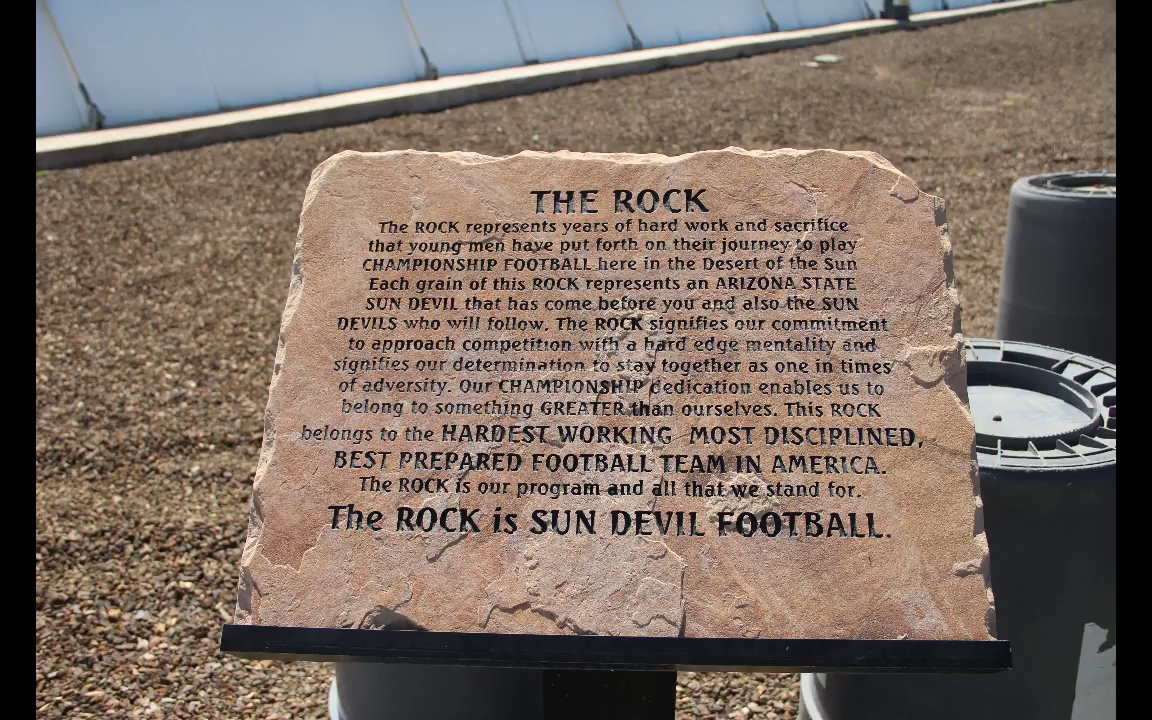 THE ROCK
The ROCK represents years of hard work and sacrifice
that young men have put forth on their journey to play
CHAMPIONSHIP FOOTBALL here in the Desert of the Sun
Each grain of this ROCK represents an ARIZONA STATE
SUN DEVIL that has come before you and also the SUN
DEVILS who will follow. The ROCK signifies our commitment
to approach competition with a hard edge mentality and
signifies our determination to stay together as one in times
of adversity. Our CHAMPIONSHIP dedication enables us to
belong to something GREATER than ourselves. This ROCK
belongs to the HARDEST WORKING MOST DISCIPLINED,
BEST PREPARED FOOTBALL TEAM IN AMERICA.
The ROCK is our program and all that we stand for.
The ROCK is SUN DEVIL FOOTBALL.